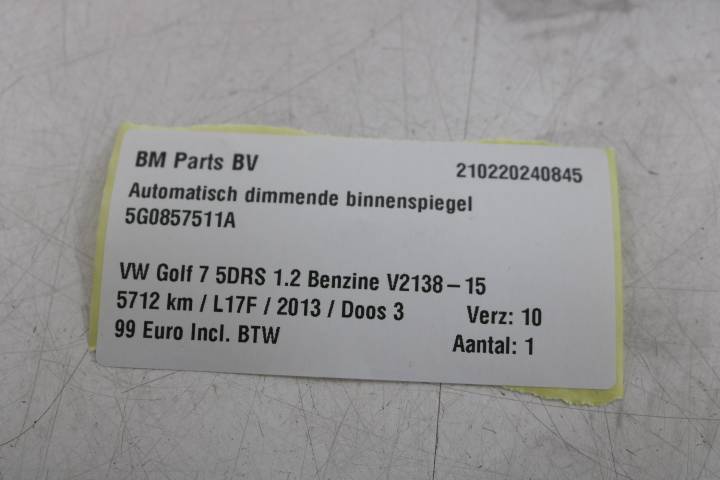 BM Parts BV 210220240845
Automatisch dimmende binnenspiegel
5G0857511A
VW Golf 7 5DRS 1.2 Benzine V2138-15
5712 km / L17F / 2013 / Doos 3 Verz: 10
99 Euro Incl. BTW Aantal: 1